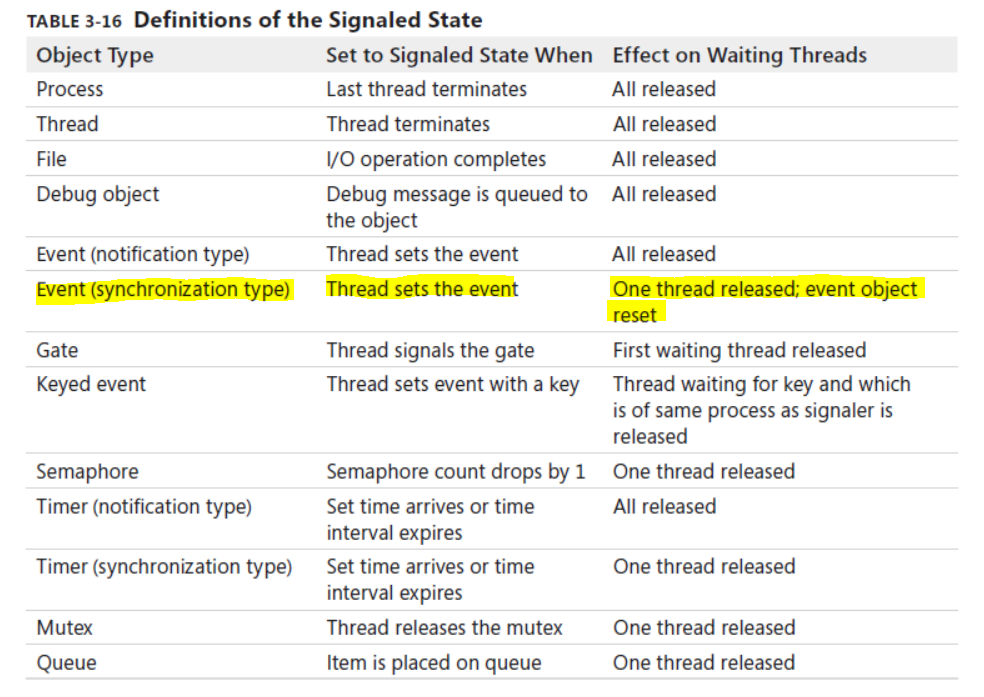 TABLE 3-16 Definitions of the Signaled State
Object Type Set to Signaled State When Effect on Waiting Threads
Process Last thread terminates All released
Thread Thread terminates All released
File I/O operation completes All released
Debug object Debug message is queued to All released
the object
Event (notification type) Thread sets the event All released
Event (synchronization type) Thread sets the event One thread released; event object
reset
Gate Thread signals the gate First waiting thread released
Keyed event Thread sets event with a key Thread waiting for key and which
is of same process as signaler is
released
Semaphore Semaphore count drops by 1 One thread released
Timer (notification type) Set time arrives or time All released
interval expires
Timer (synchronization type) Set time arrives or time One thread released
interval expires
Mutex Thread releases the mutex One thread released
Queue Item is placed on queue One thread released